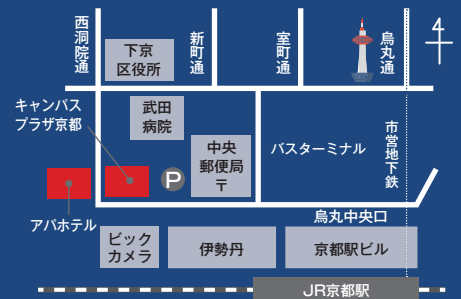 西洞院通
新町通
室町通
烏丸通
4
下京
区役所
キャンパス
プラザ京都
武田
病院
中央
郵便局
〒
P
バスターミナル
市営地下鉄
アパホテル
烏丸中央口
ビック
カメラ
伊勢丹
京都駅ビル
JR京都駅